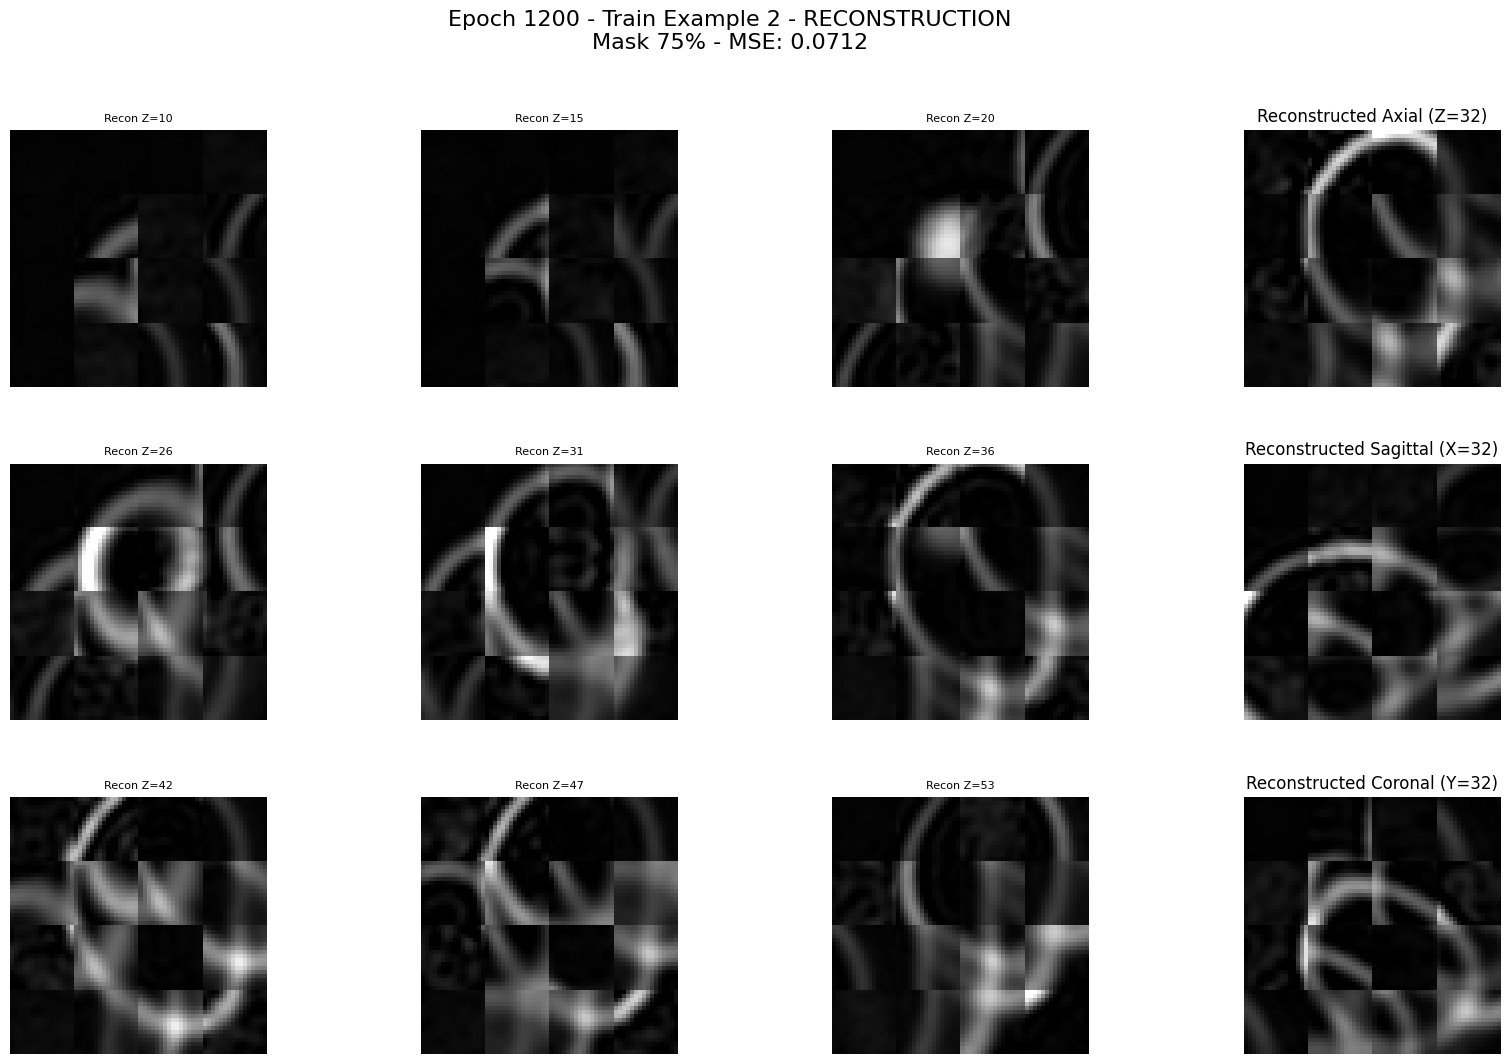 Epoch 1200 - Train Example 2 - RECONSTRUCTION
Mask 75% - MSE: 0.0712
Recon Z=10
Recon Z=15
Recon Z=20
Reconstructed Axial (Z=32)
Recon Z=26
Recon Z=31
Recon Z=36
Reconstructed Sagittal (X=32)
Recon Z=42
Recon Z=47
Recon Z=53
Reconstructed Coronal (Y=32)